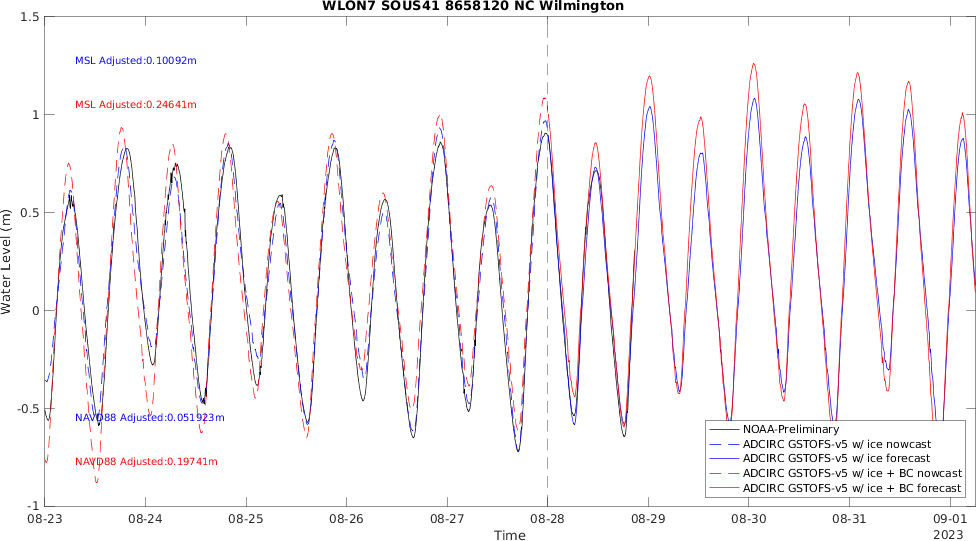 WLON7 SOUS41 8658120 NC Wilmington
1.5
MSL Adjusted:0.10092m
MSL Adjusted:0.24641m
1
0.5
Water Level (m)
0
-0.5
NAVD88 Adjusted:0.051923m
NAVD88 Adjusted:0.19741m
-1
NOAA-Preliminary
ADCIRC GSTOFS-v5 w/ ice nowcast
ADCIRC GSTOFS-v5 w/ ice forecast
ADCIRC GSTOFS-v5 w/ ice + BC nowcast
ADCIRC GSTOFS-v5 w/ ice + BC forecast
08-23 08-24 08-25 08-26 08-27 08-28 08-29 08-30 08-31 09-01
2023
Time